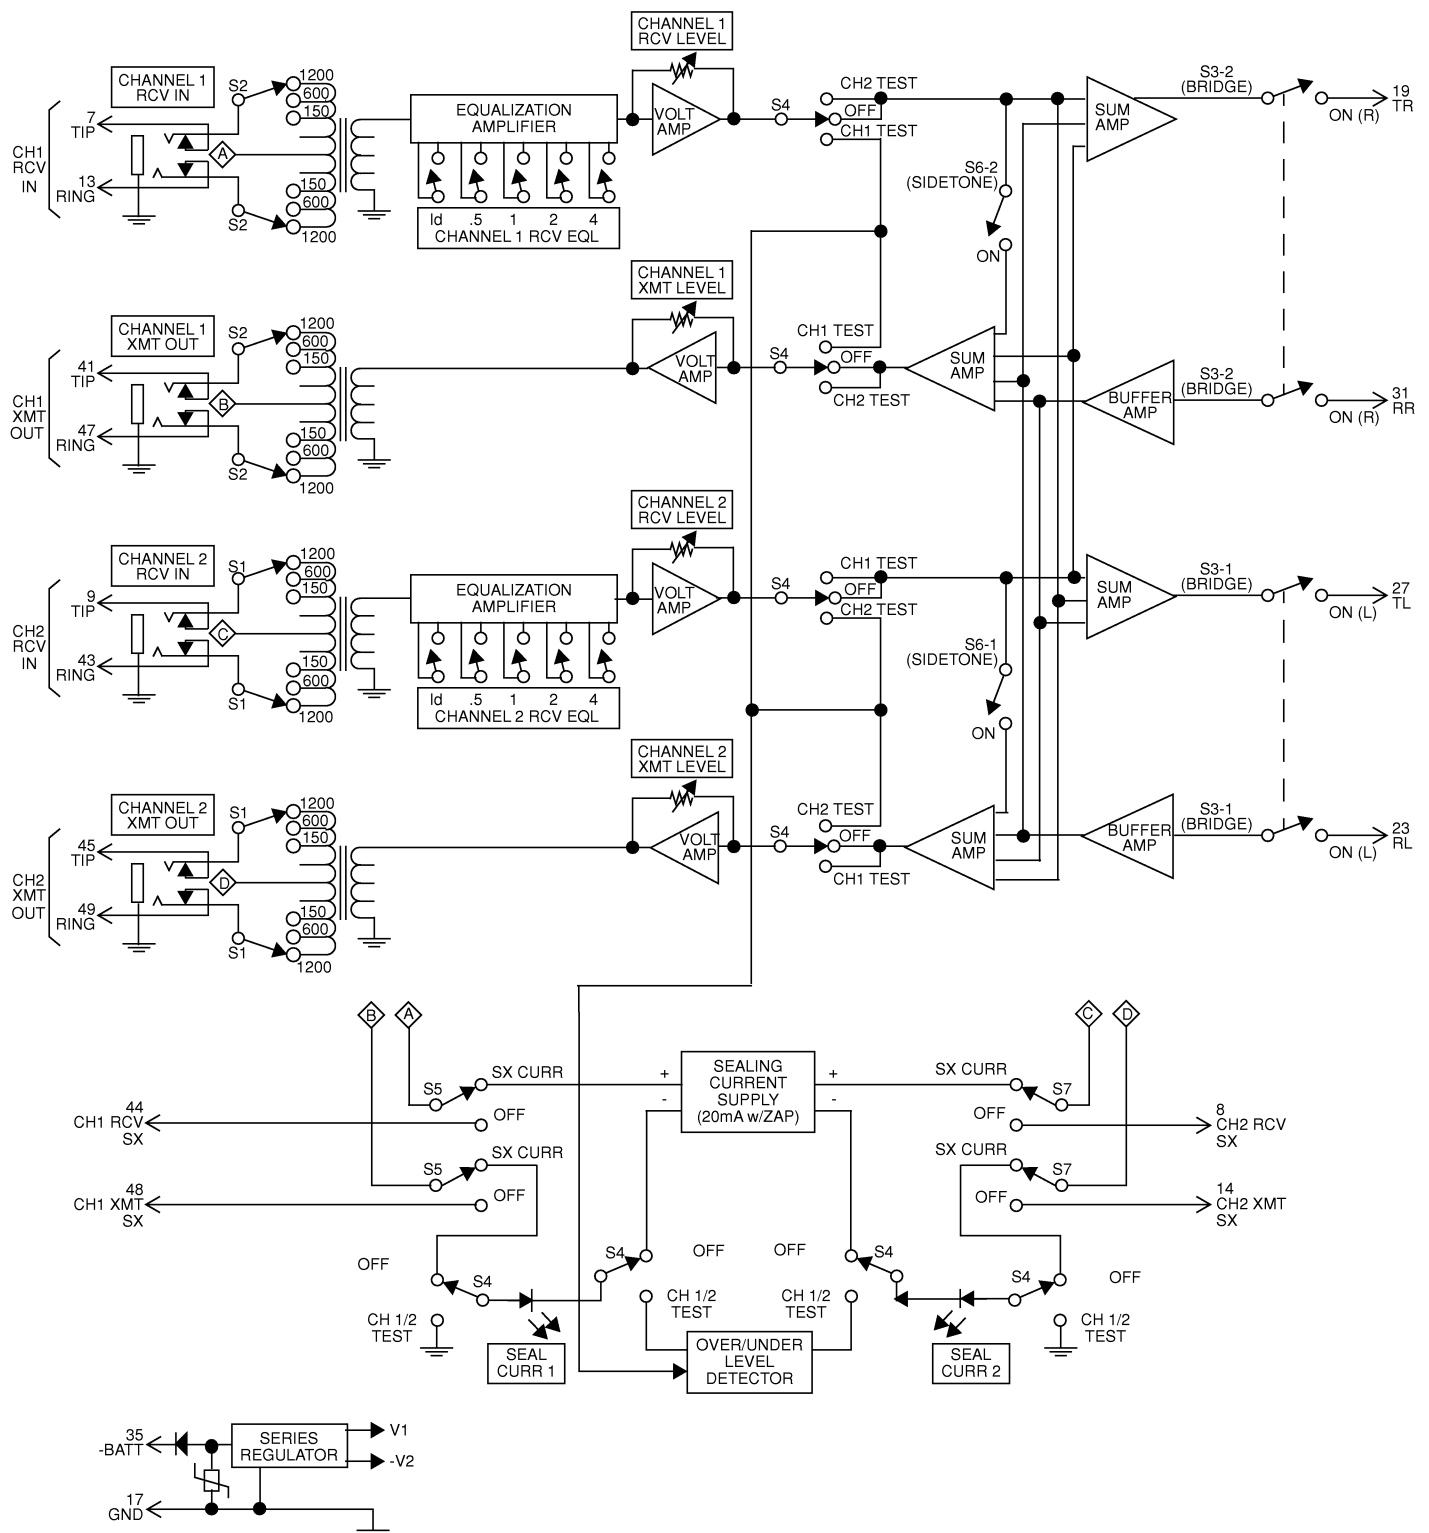 CHANNEL 1
RCV LEVEL
CHANNEL 1
RCV IN
S2
1200
600
150
7
TIP
CH1
RCV
IN
A
13
RING
150
600
S2
1200
EQUALIZATION
AMPLIFIER
Id .5 1 2 4
CHANNEL 1 RCV EQL
VOLT
AMP
S4
CH2 TEST
OFF
CH1 TEST
SUM
AMP
S3-2
(BRIDGE)
19
TR
ON (R)
S6-2
(SIDETONE)
ON
CHANNEL 1
XMT LEVEL
CHANNEL 1
XMT OUT
S2
1200
600
150
41
TIP
CH1
XMT
OUT
B
47
RING
150
600
S2
1200
VOLT
AMP
S4
CH1 TEST
OFF
CH2 TEST
SUM
AMP
BUFFER
AMP
S3-2
(BRIDGE)
31
RR
ON (R)
CHANNEL 2
RCV LEVEL
CHANNEL 2
RCV IN
S1
1200
600
150
9
TIP
CH2
RCV
IN
C
43
RING
150
600
S1
1200
EQUALIZATION
AMPLIFIER
Id .5 1 2 4
CHANNEL 2 RCV EQL
VOLT
AMP
S4
CH1 TEST
OFF
CH2 TEST
SUM
AMP
S3-1
(BRIDGE)
27
TL
ON (L)
S6-1
(SIDETONE)
ON
CHANNEL 2
XMT LEVEL
CHANNEL 2
XMT OUT
S1
1200
600
150
45
TIP
CH2
XMT
OUT
D
49
RING
150
600
S1
1200
VOLT
AMP
S4
CH2 TEST
OFF
CH1 TEST
SUM
AMP
BUFFER
AMP
S3-1
(BRIDGE)
23
RL
ON (L)
B A
C D
S5
SX CURR
OFF
44
CH1 RCV
SX
S5
SX CURR
OFF
48
CH1 XMT
SX
+
-
SEALING
CURRENT
SUPPLY
(20mA w/ZAP)
+
-
SX CURR
S7
OFF
8
CH2 RCV
SX
SX CURR
S7
OFF
14
CH2 XMT
SX
OFF
S4
CH 1/2
TEST
S4
OFF
CH 1/2
TEST
OFF
S4
CH 1/2
TEST
S4
OFF
CH 1/2
TEST
SEAL
CURR 1
OVER/UNDER
LEVEL
DETECTOR
SEAL
CURR 2
35
-BATT
SERIES
REGULATOR
V1
-V2
17
GND